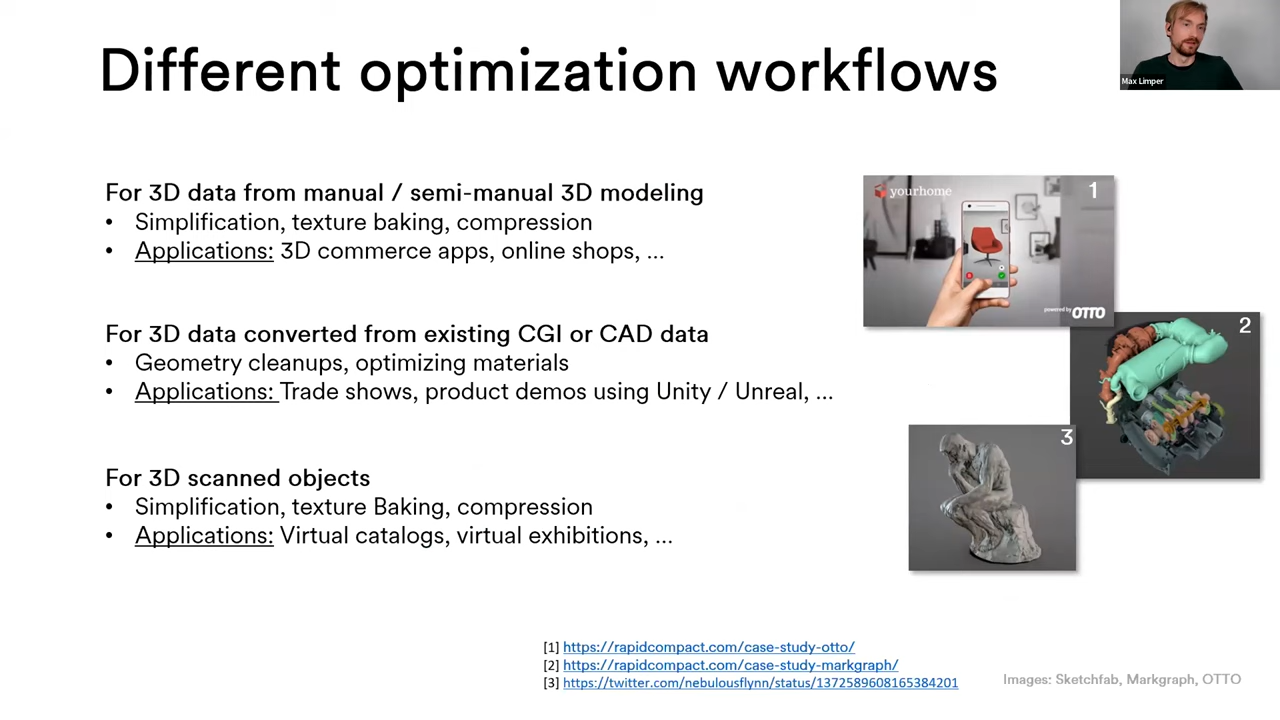 Different optimization workflows
Max Limper
For 3D data from manual / semi-manual 3D modeling
• Simplification, texture baking, compression
• Applications: 3D commerce apps, online shops, ...
For 3D data converted from existing CGI or CAD data
• Geometry cleanups, optimizing materials
• Applications: Trade shows, product demos using Unity / Unreal, ...
For 3D scanned objects
• Simplification, texture Baking, compression
• Applications: Virtual catalogs, virtual exhibitions, ...
yourhome
1
powered by OTTO
2
3
[1] https://rapidcompact.com/case-study-otto/
[2] https://rapidcompact.com/case-study-markgraph/
[3] https://twitter.com/nebulousflynn/status/1372589608165384201
Images: Sketchfab, Markgraph, OTTO